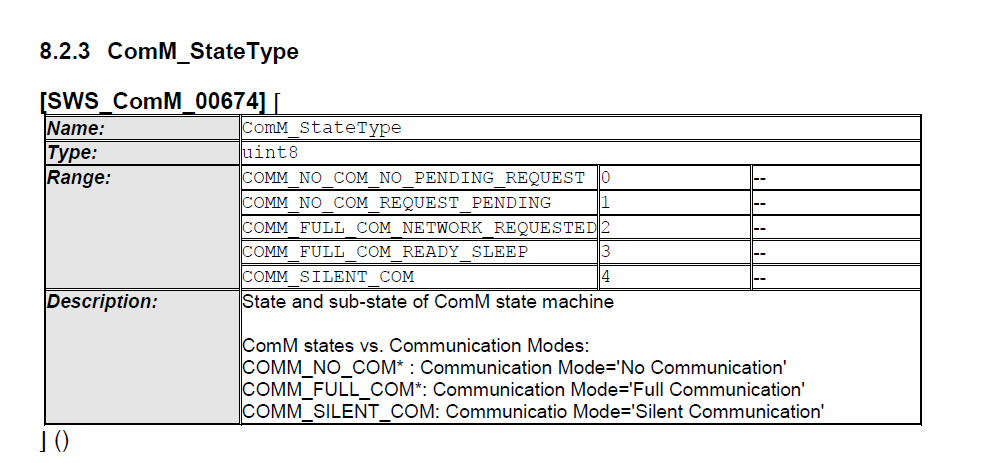 8.2.3 ComM_StateType
[SWS_ComM_00674] ⌈
Name: ComM_StateType
Type: uint8
Range: COMM_NO_COM_NO_PENDING_REQUEST 0 --
COMM_NO_COM_REQUEST_PENDING 1 --
COMM_FULL_COM_NETWORK_REQUESTED 2 --
COMM_FULL_COM_READY_SLEEP 3 --
COMM_SILENT_COM 4 --
Description: State and sub-state of ComM state machine
ComM states vs. Communication Modes:
COMM_NO_COM* : Communication Mode='No Communication'
COMM_FULL_COM*: Communication Mode='Full Communication'
COMM_SILENT_COM: Communicatio Mode='Silent Communication'
⌋ ()